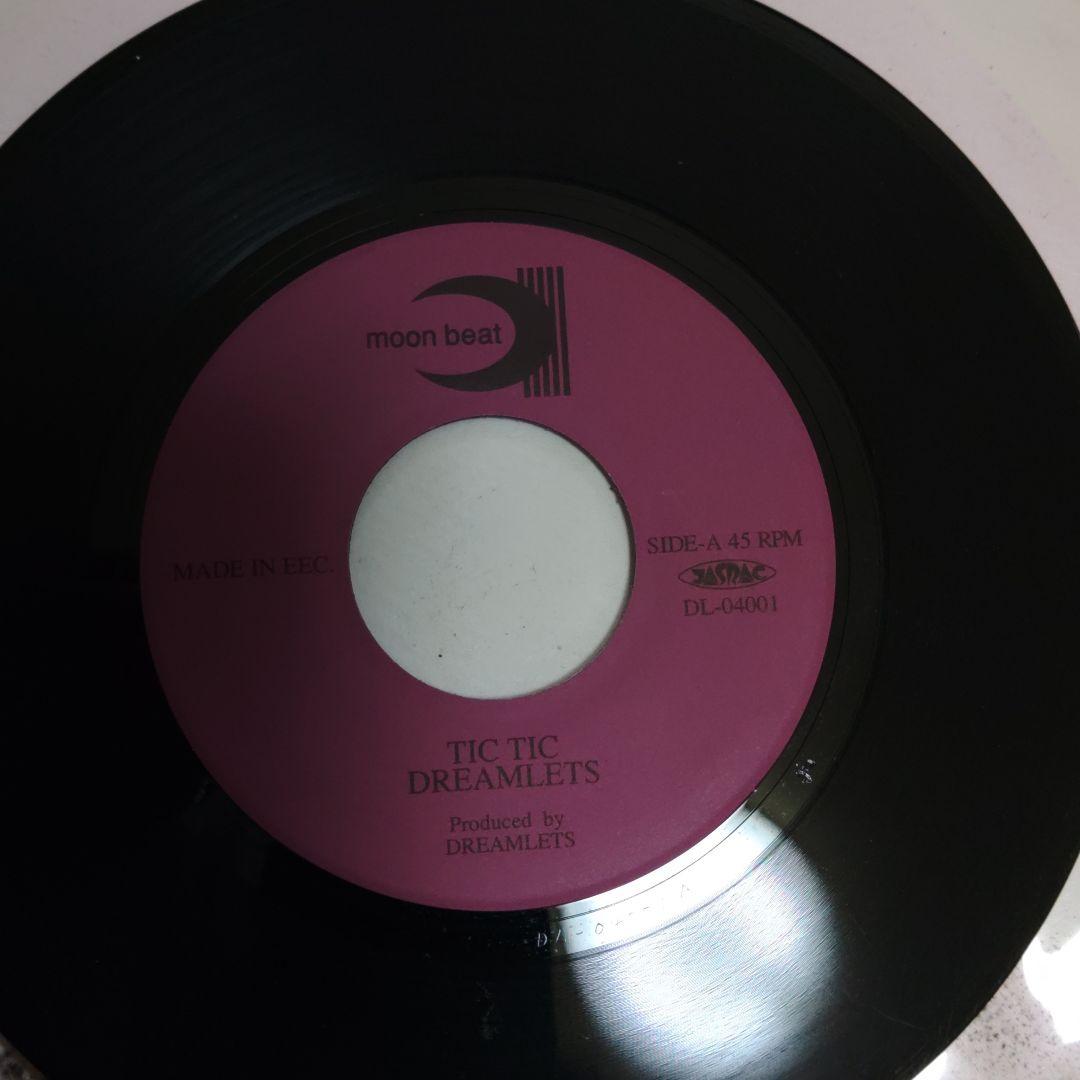 moon beat
MADE IN EEC.
SIDE-A 45 RPM
JASRAC
DL-04001
TIC TIC
DREAMLETS
Produced by
DREAMLETS